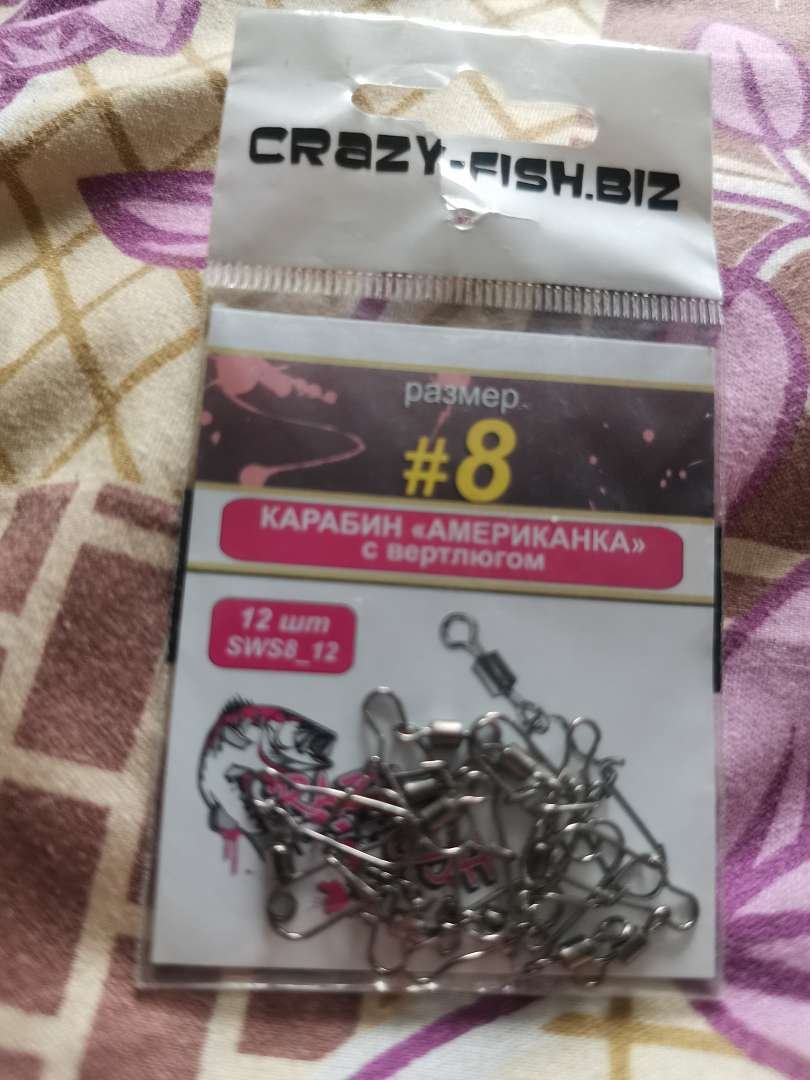 CRAZY-FISH.BIZ
размер
#8
КАРАБИН «АМЕРИКАНКА»
с вертлюгом
12 шт
SWS8_12